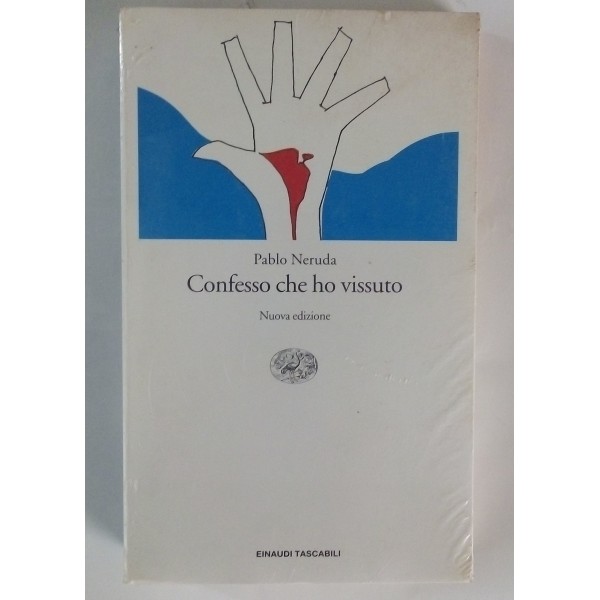 Pablo Neruda
Confesso che ho vissuto
Nuova edizione
EINAUDI TASCABILI